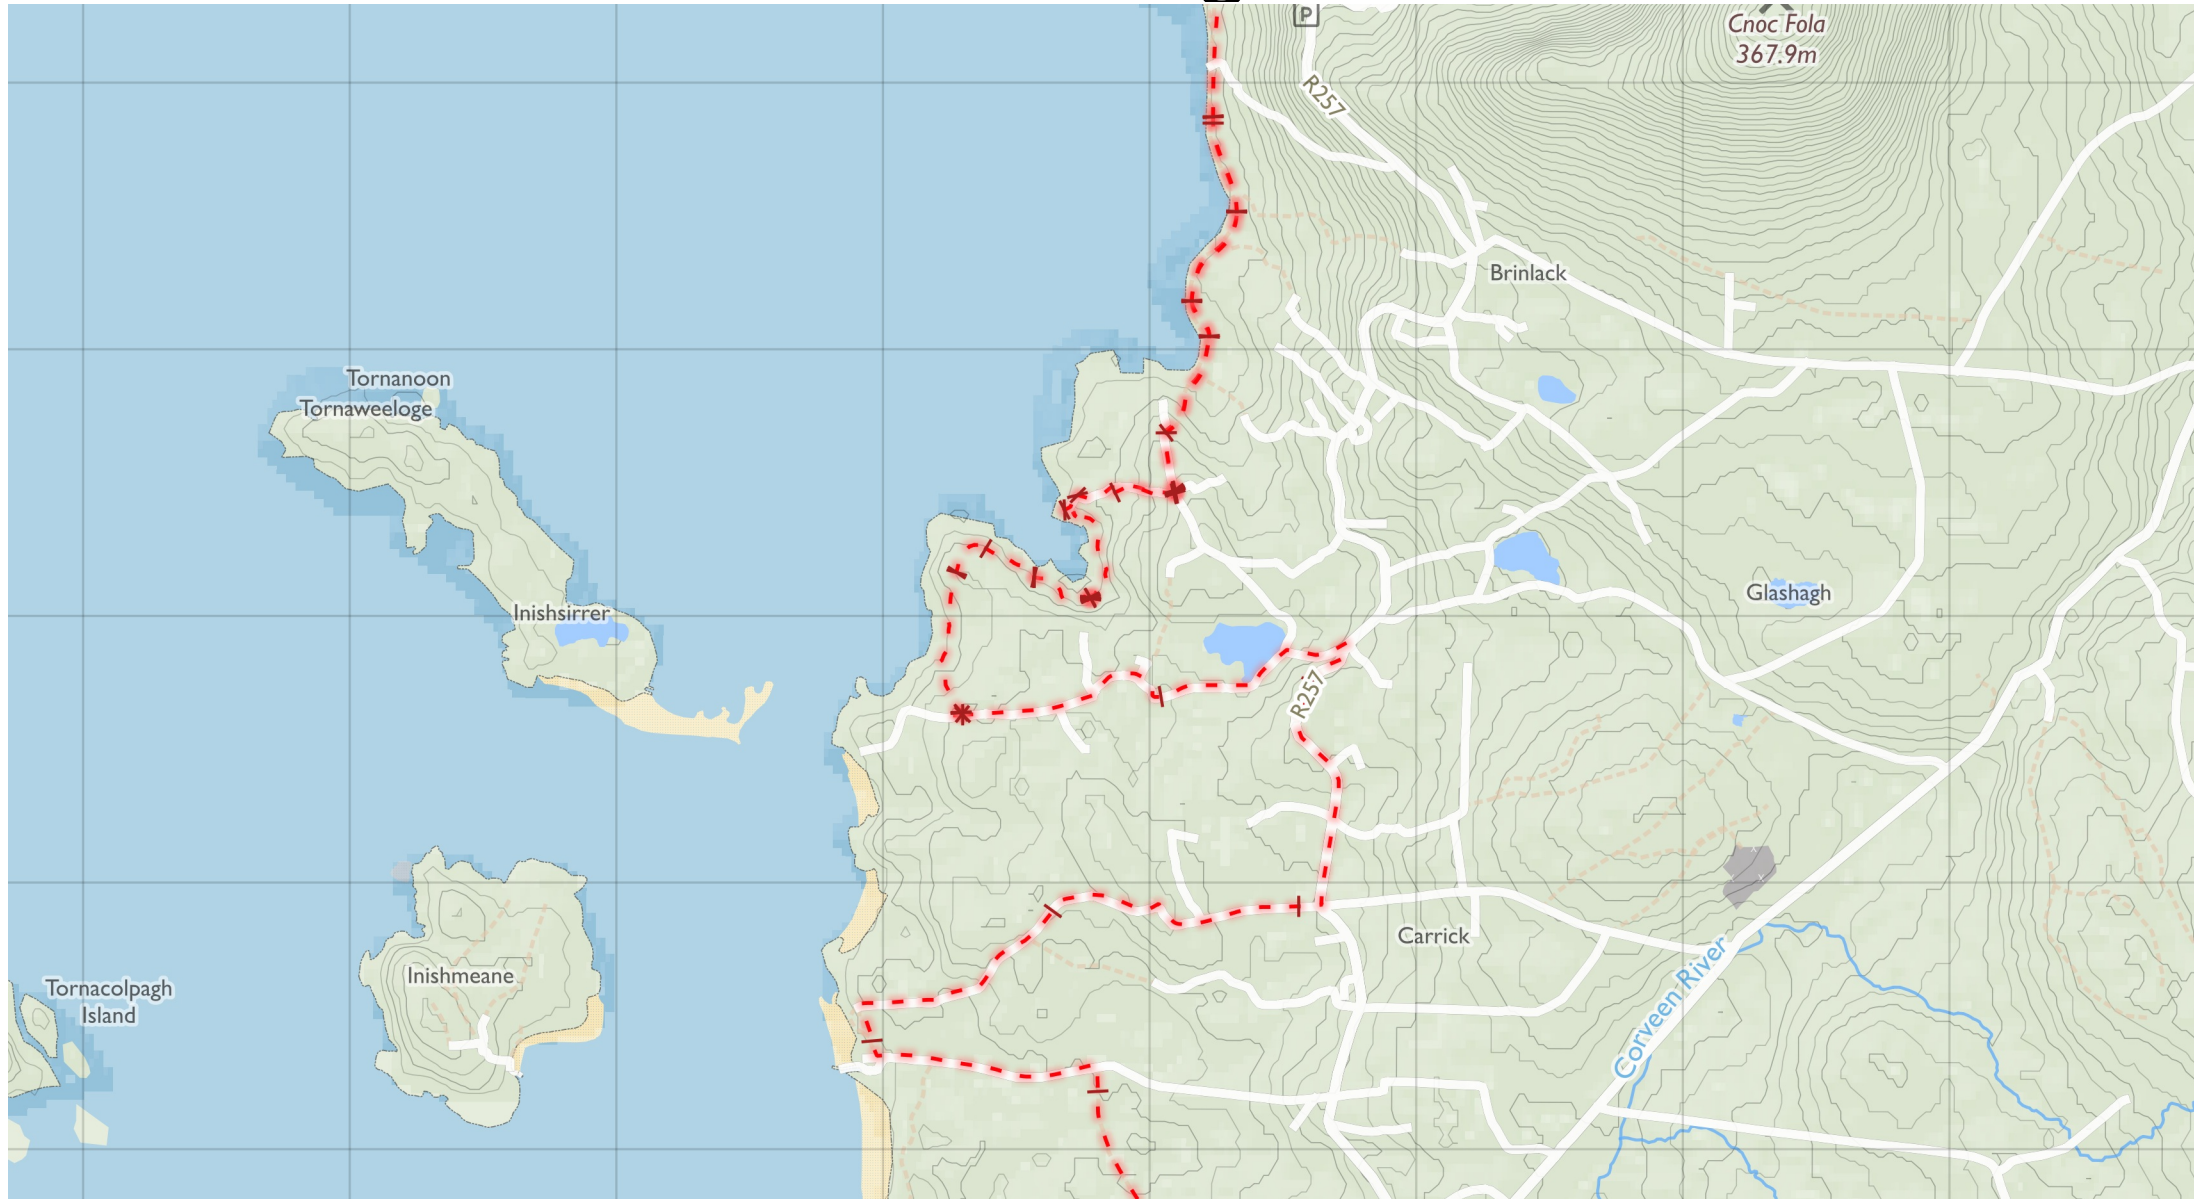 P
Cnoc Fola
367.9m
R257
Brinlack
Tornanoon
Tornaweeloge
Inishsirrer
Glashagh
R257
Carrick
Inishmeane
Tornacolpagh
Island
Corveen River